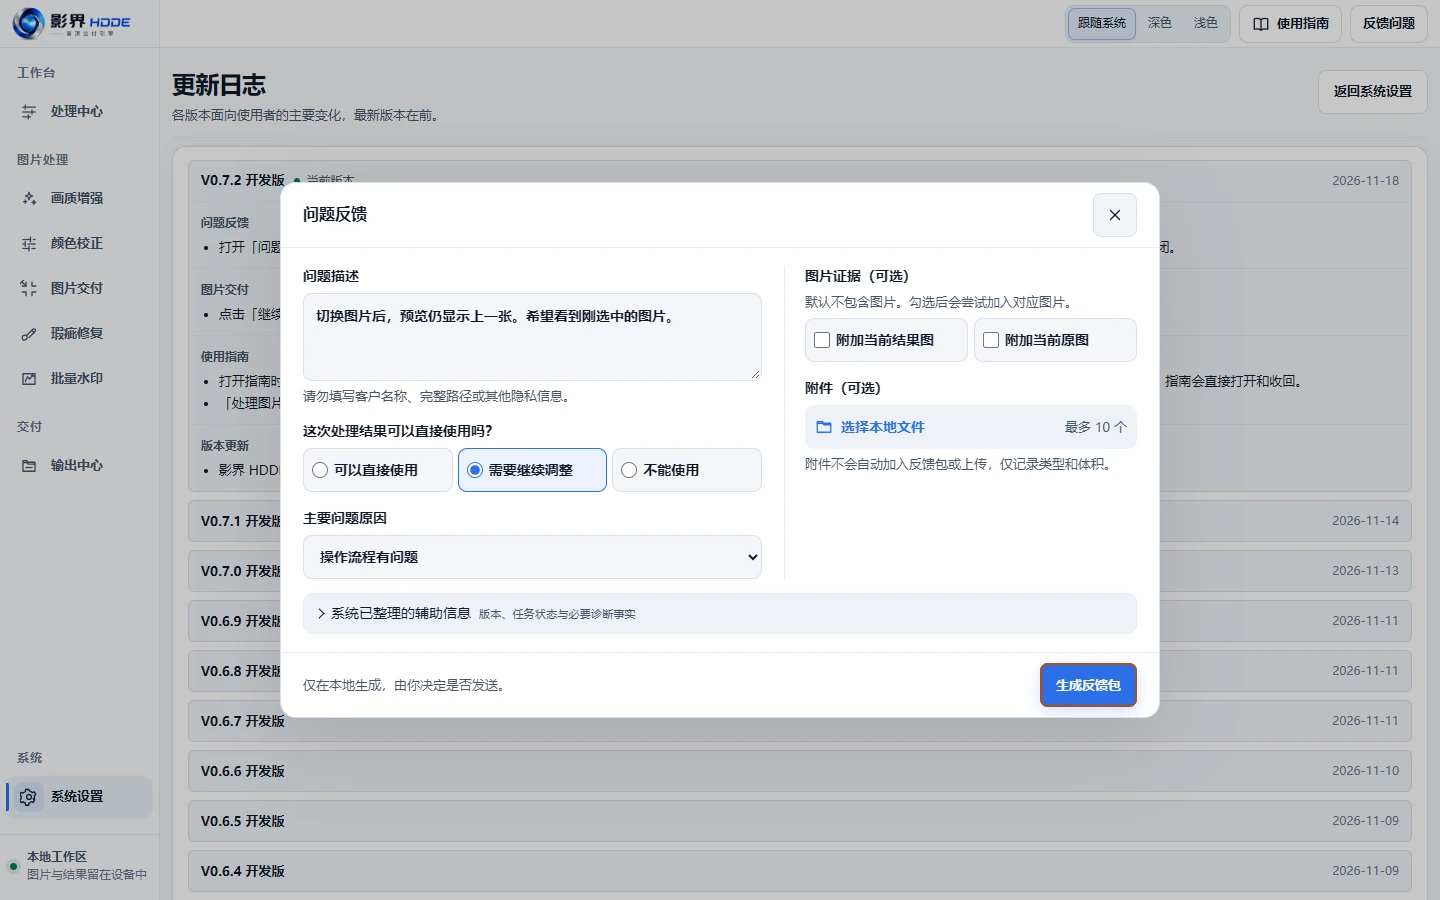 影界 HDDE
跟随系统 深色 浅色 使用指南 反馈问题
工作台
处理中心
图片处理
画质增强
颜色校正
图片交付
瑕疵修复
批量水印
交付
输出中心
系统
系统设置
本地工作区
图片与结果留在设备中
更新日志
各版本面向使用者的主要变化，最新版本在前。
返回系统设置
V0.7.2 开发版 当前版本 2026-11-18
问题反馈
打开「问题
闭。
图片交付
点击「继续
使用指南
打开指南时
指南会直接打开和收回。
「处理图片
版本更新
影界 HDD
V0.7.1 开发版 2026-11-14
V0.7.0 开发版 2026-11-13
V0.6.9 开发版 2026-11-11
V0.6.8 开发版 2026-11-11
V0.6.7 开发版 2026-11-11
V0.6.6 开发版 2026-11-10
V0.6.5 开发版 2026-11-09
V0.6.4 开发版 2026-11-09
问题反馈
问题描述
切换图片后，预览仍显示上一张。希望看到刚选中的图片。
请勿填写客户名称、完整路径或其他隐私信息。
这次处理结果可以直接使用吗？
可以直接使用 需要继续调整 不能使用
主要问题原因
操作流程有问题
图片证据（可选）
默认不包含图片。勾选后会尝试加入对应图片。
附加当前结果图 附加当前原图
附件（可选）
选择本地文件 最多 10 个
附件不会自动加入反馈包或上传，仅记录类型和体积。
系统已整理的辅助信息 版本、任务状态与必要诊断事实
仅在本地生成，由你决定是否发送。
生成反馈包